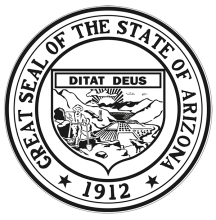 GREAT SEAL OF THE STATE OF ARIZONA
DITAT DEUS
1912